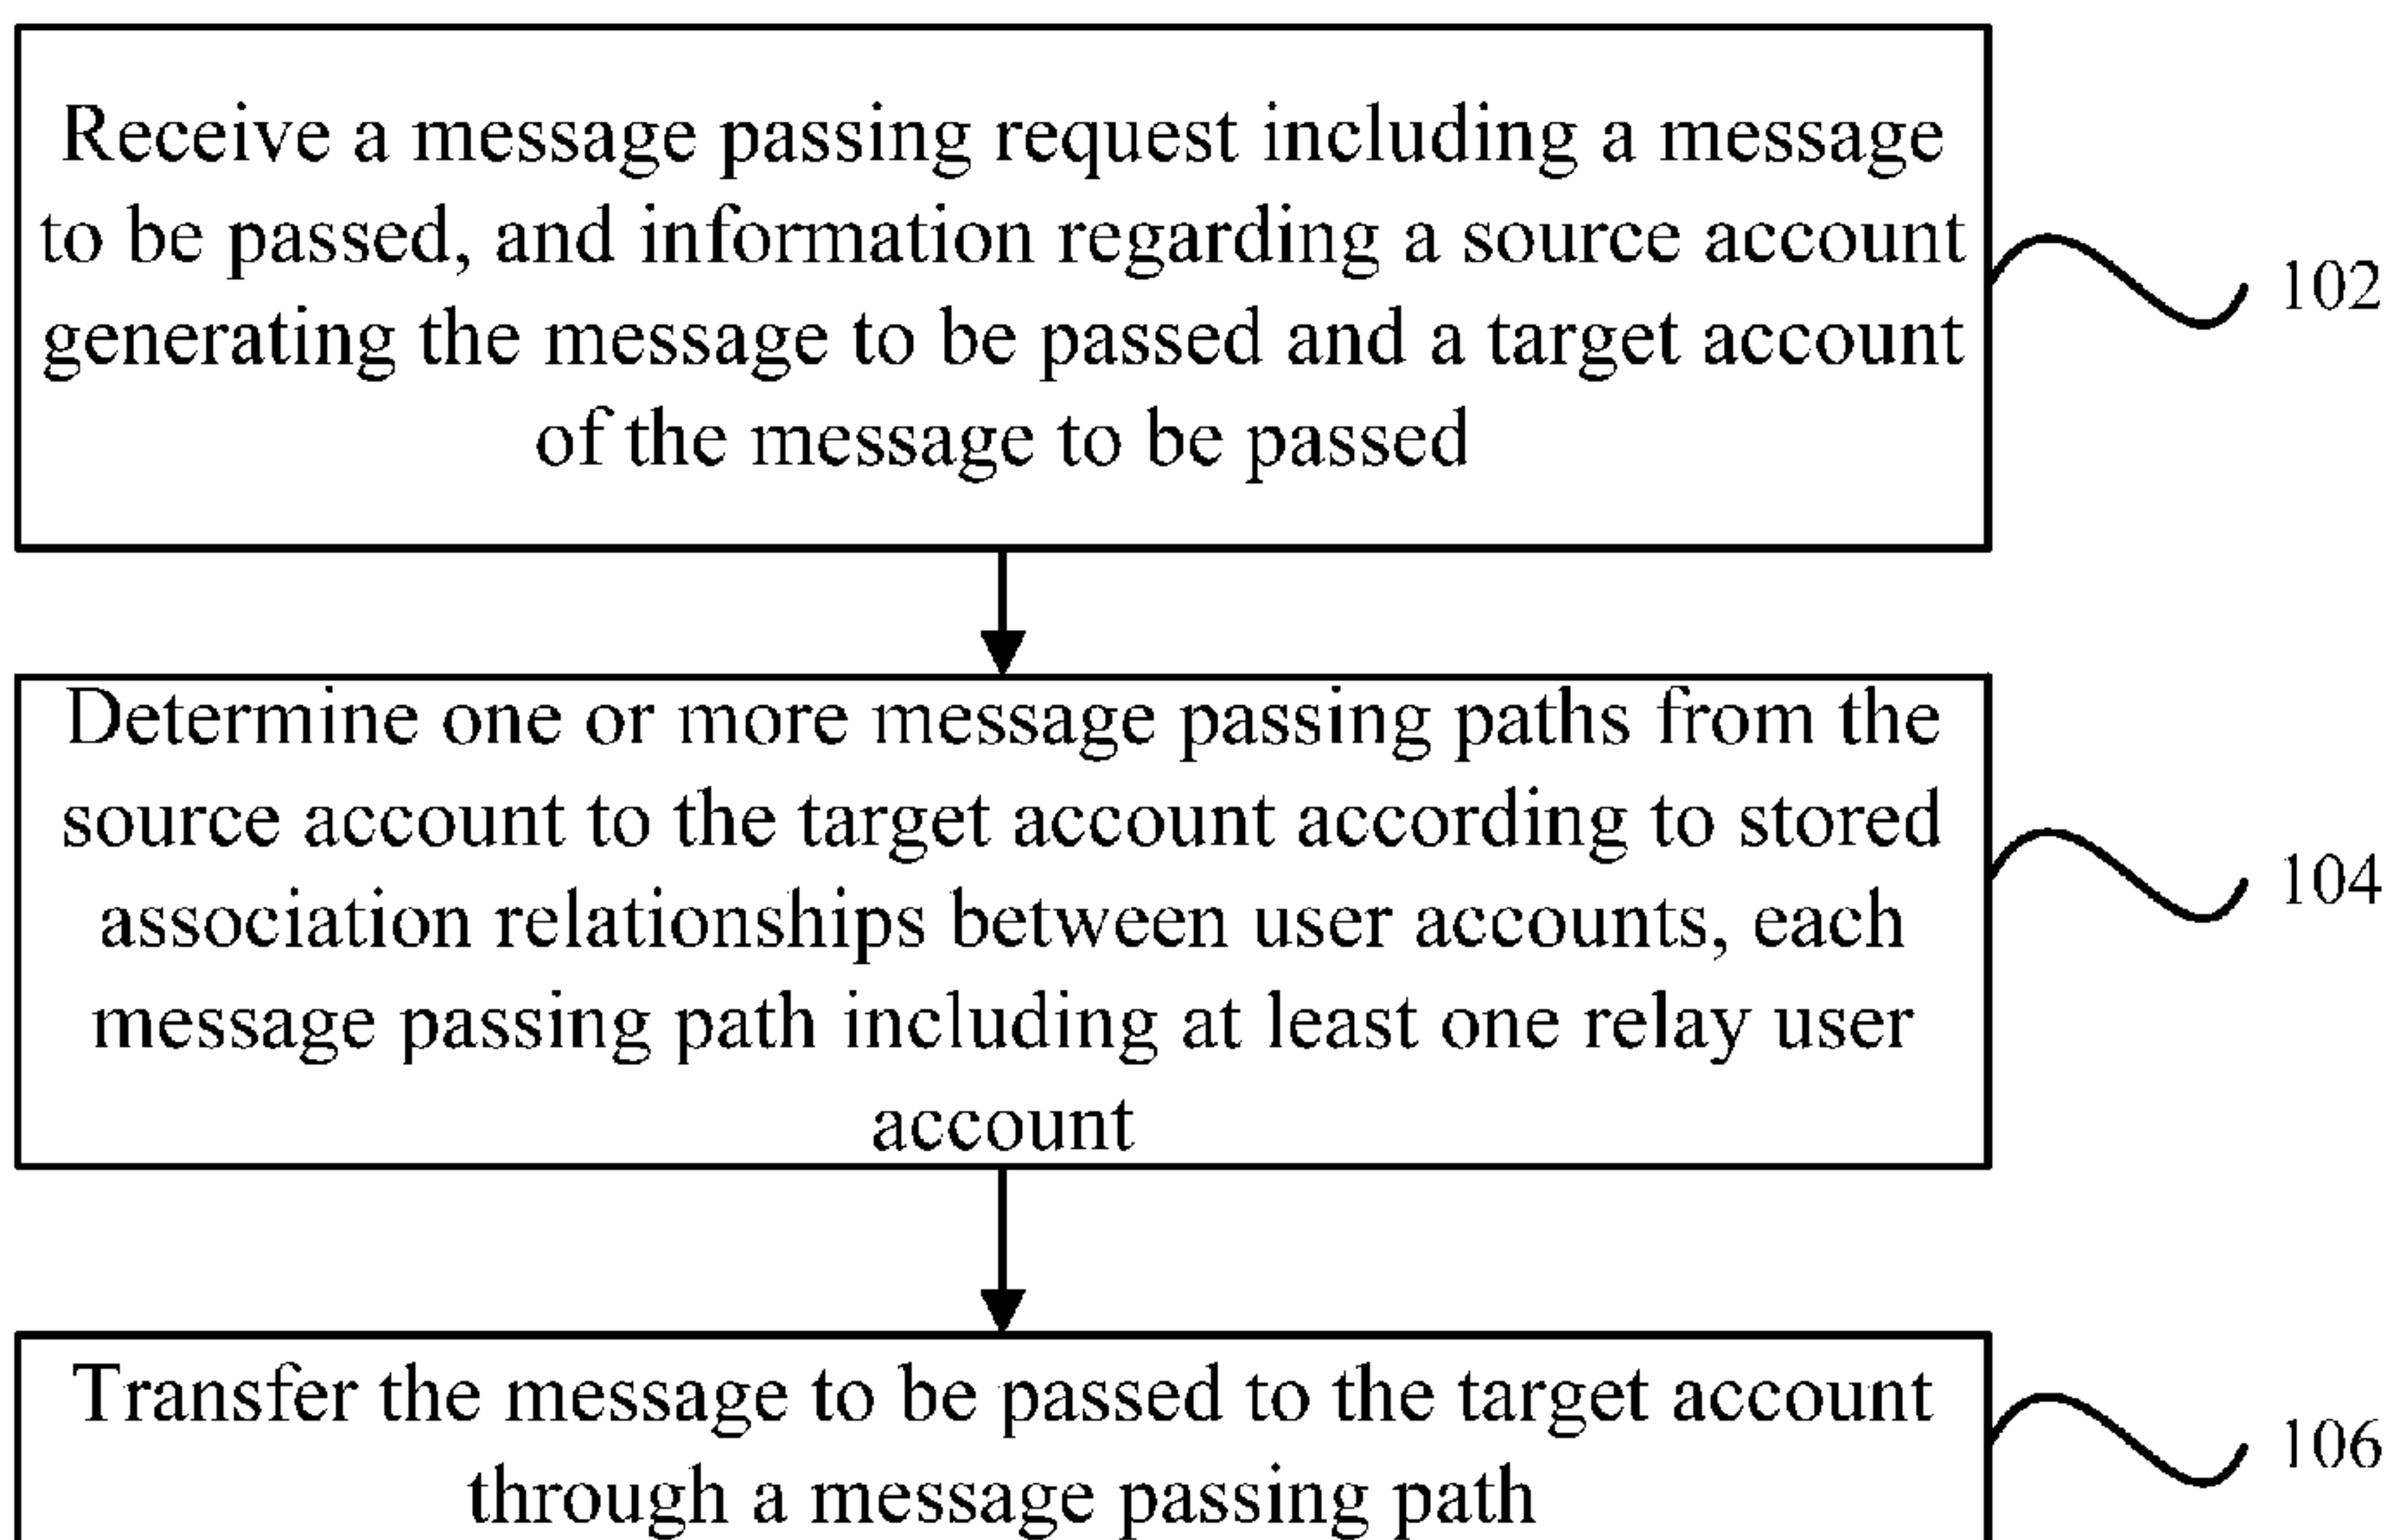 Receive a message passing request including a message
to be passed, and information regarding a source account
generating the message to be passed and a target account
of the message to be passed
102
Determine one or more message passing paths from the
source account to the target account according to stored
association relationships between user accounts, each
message passing path including at least one relay user
account
104
Transfer the message to be passed to the target account
through a message passing path
106